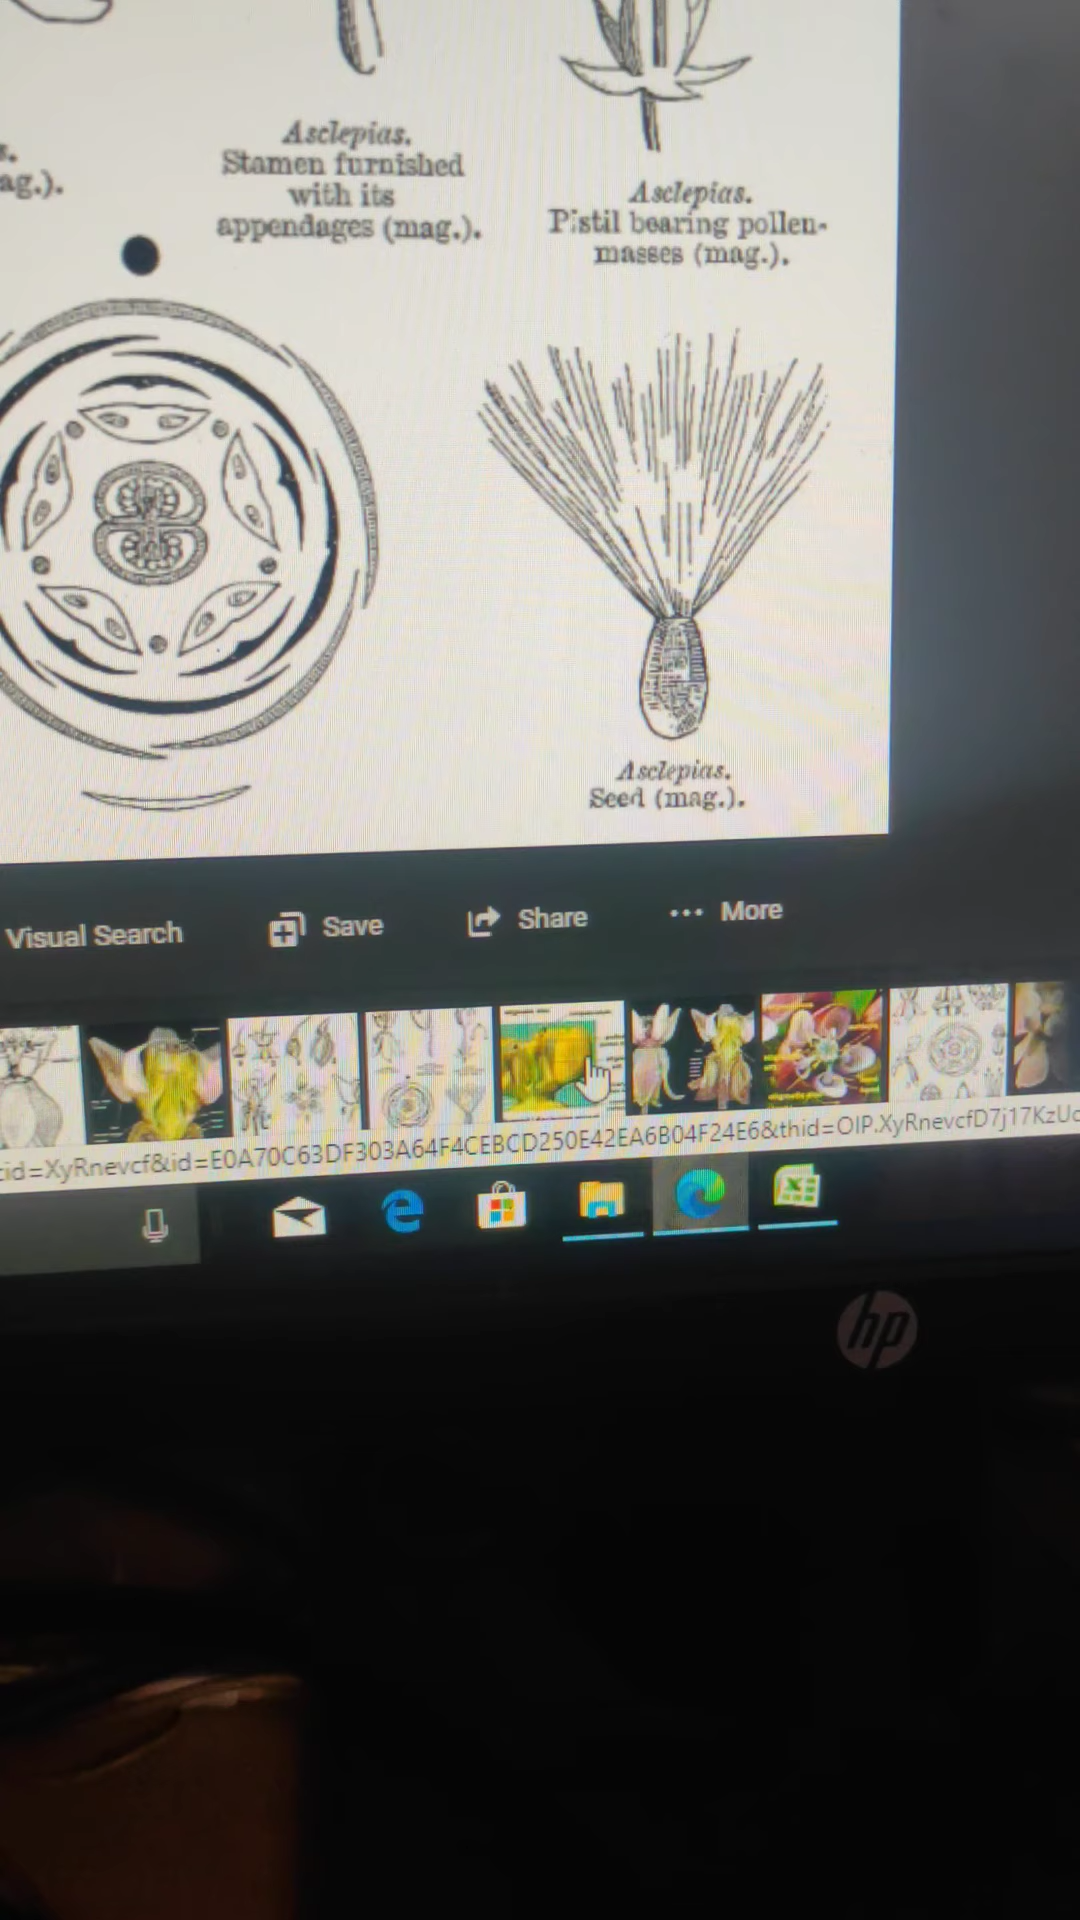 Asclepias.
Stamen furnished
with its
appendages (mag.).
s.
ag.).
Asclepias.
Pistil bearing pollen-
masses (mag.).
Asclepias.
Seed (mag.).
Visual Search
Save
Share
More
cid=XyRnevcf&id=E0A70C63DF303A64F4CEBCD250E42EA6B04F24E6&thid=OIP.XyRnevcfD7j17KzUc
hp